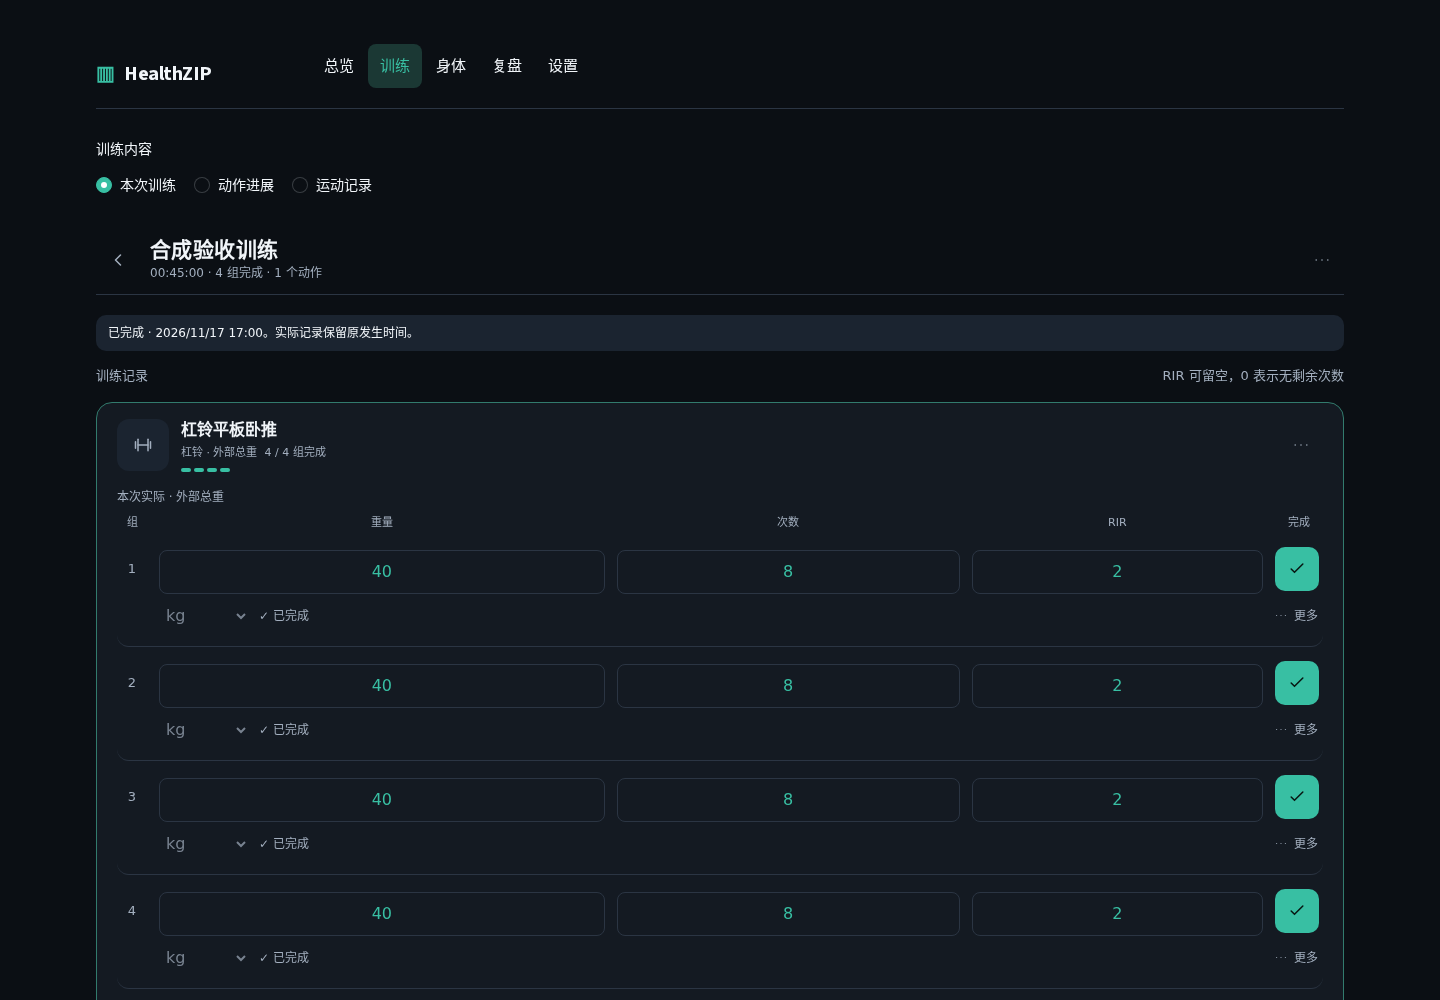 HealthZIP
总览 训练 身体 复盘 设置
训练内容
本次训练 动作进展 运动记录
合成验收训练
00:45:00 · 4 组完成 · 1 个动作
···
已完成 · 2026/11/17 17:00。实际记录保留原发生时间。
训练记录 RIR 可留空，0 表示无剩余次数
杠铃平板卧推
杠铃 · 外部总重 4 / 4 组完成
···
本次实际 · 外部总重
组 重量 次数 RIR 完成
1 40 8 2 ✓
kg ✓ 已完成 ··· 更多
2 40 8 2 ✓
kg ✓ 已完成 ··· 更多
3 40 8 2 ✓
kg ✓ 已完成 ··· 更多
4 40 8 2 ✓
kg ✓ 已完成 ··· 更多